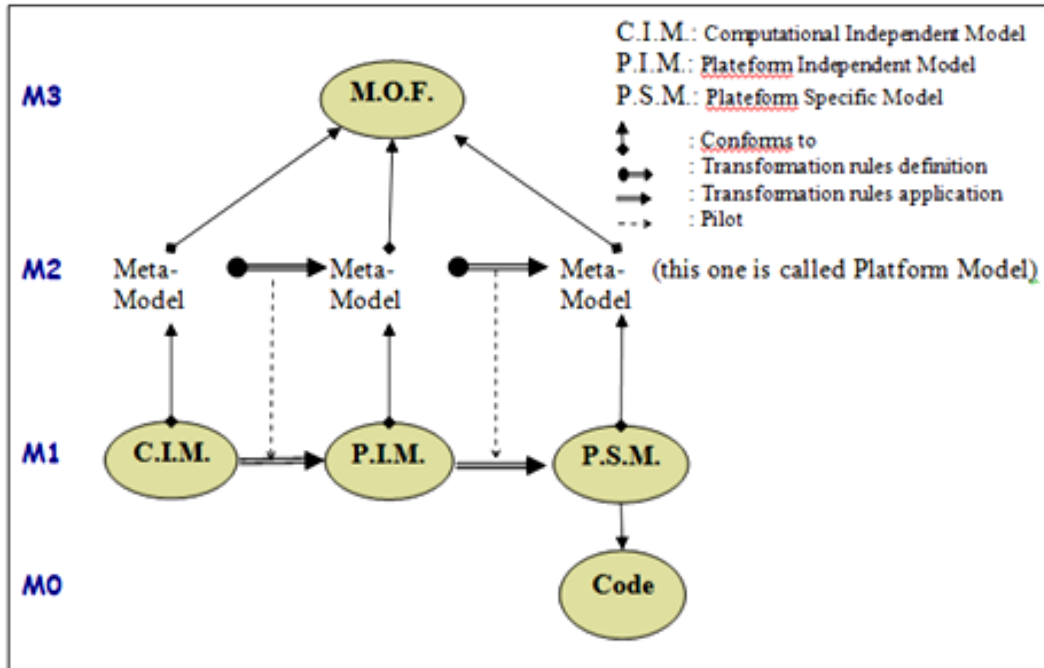 C.I.M.: Computational Independent Model
P.I.M.: Plateform Independent Model
P.S.M.: Plateform Specific Model
: Conforms to
: Transformation rules definition
: Transformation rules application
: Pilot
M3
M.O.F.
M2
Meta-
Model
Meta-
Model
Meta-
Model
(this one is called Platform Model)
M1
C.I.M.
P.I.M.
P.S.M.
M0
Code